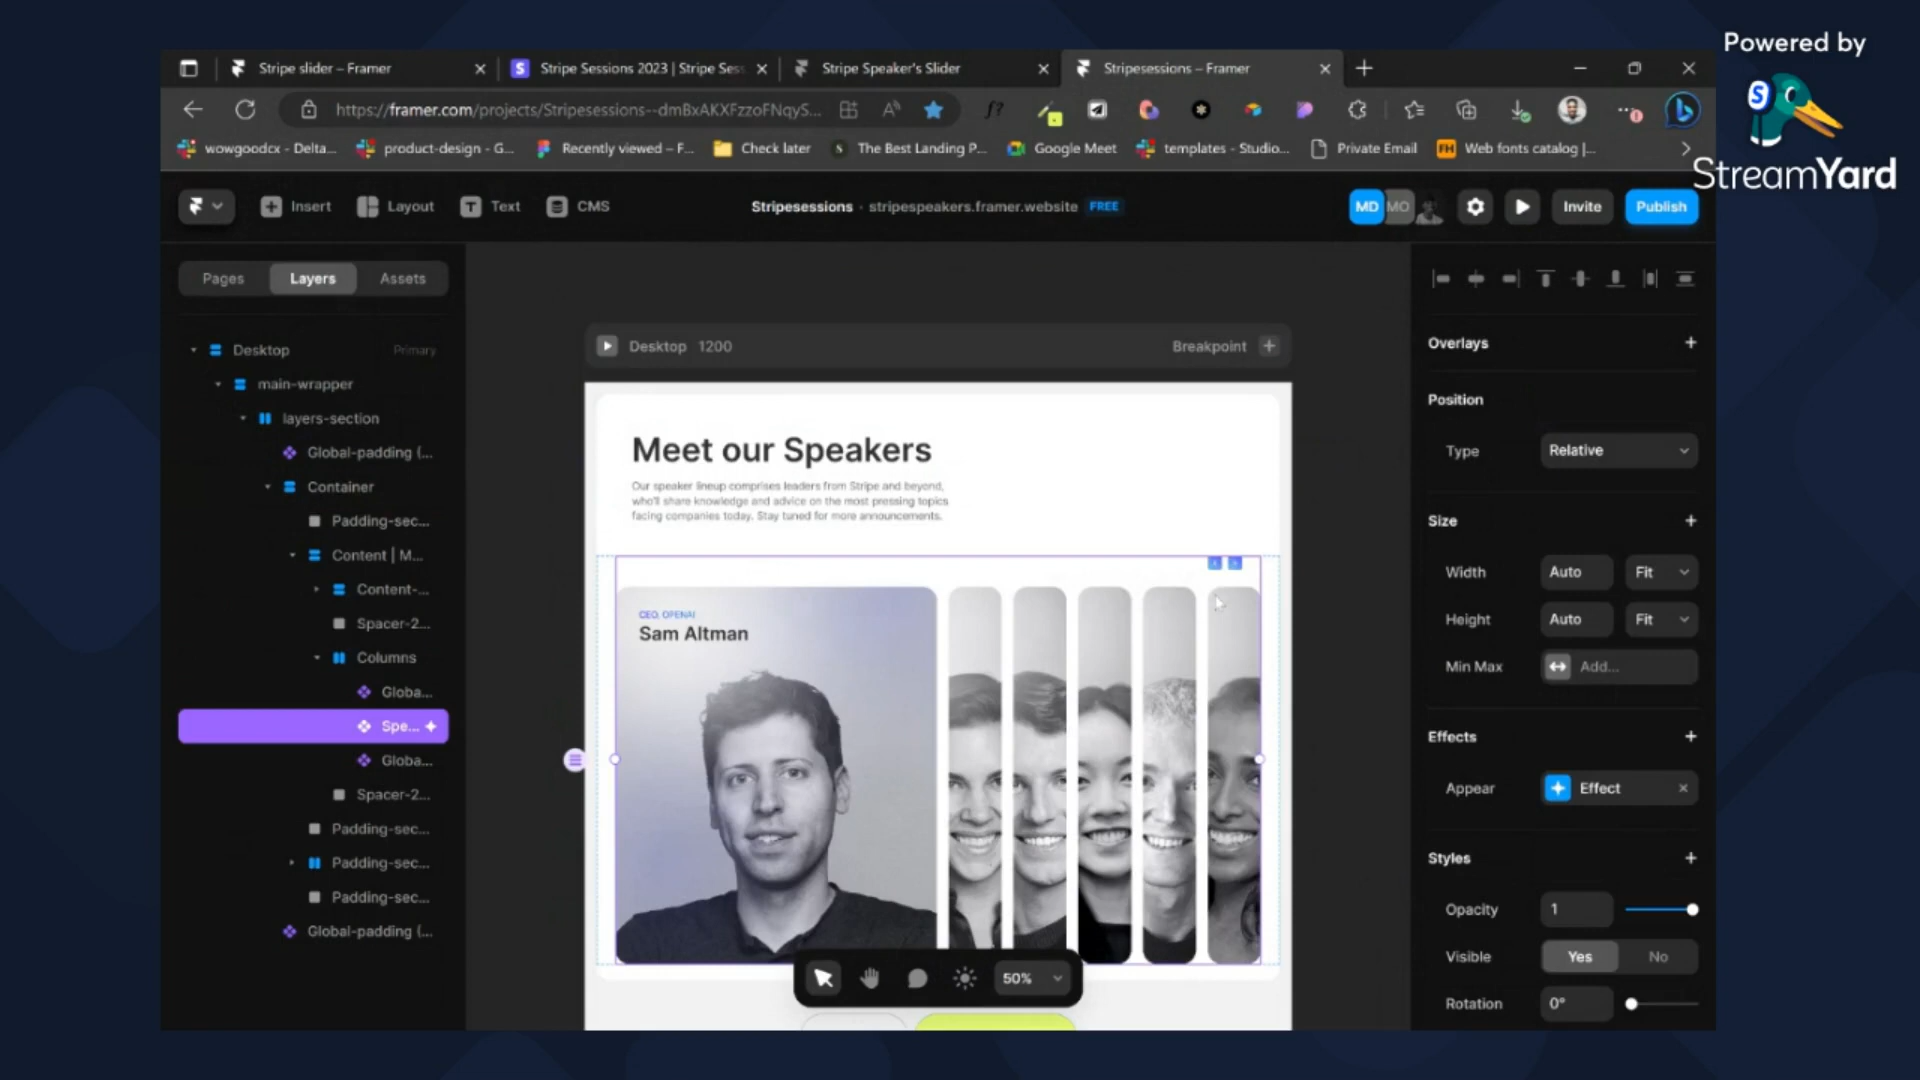 Powered by
StreamYard
Stripe slider – Framer
Stripe Sessions 2023 | Stripe Sess
Stripe Speaker's Slider
Stripesessions – Framer
https://framer.com/projects/Stripesessions--dmBxAKXFzzoFNqyS...
wowgoodcx - Delta...
product-design - G...
Recently viewed – F...
Check later
The Best Landing P...
Google Meet
templates - Studio...
Private Email
Web fonts catalog |...
Insert
Layout
Text
CMS
Stripesessions · stripespeakers.framer.website FREE
MD
MO
Invite
Publish
Pages
Layers
Assets
Desktop
Primary
main-wrapper
layers-section
Global-padding (...
Container
Padding-sec...
Content | M...
Content-...
Spacer-2...
Columns
Globa...
Spe...
Globa...
Spacer-2...
Padding-sec...
Padding-sec...
Padding-sec...
Global-padding (...
Desktop 1200
Breakpoint
Meet our Speakers
Our speaker lineup comprises leaders from Stripe and beyond,
who'll share knowledge and advice on the most pressing topics
facing companies today. Stay tuned for more announcements.
CEO, OPENAI
Sam Altman
50%
Overlays
Position
Type
Relative
Size
Width
Auto
Fit
Height
Auto
Fit
Min Max
Add...
Effects
Appear
Effect
Styles
Opacity
1
Visible
Yes
No
Rotation
0°